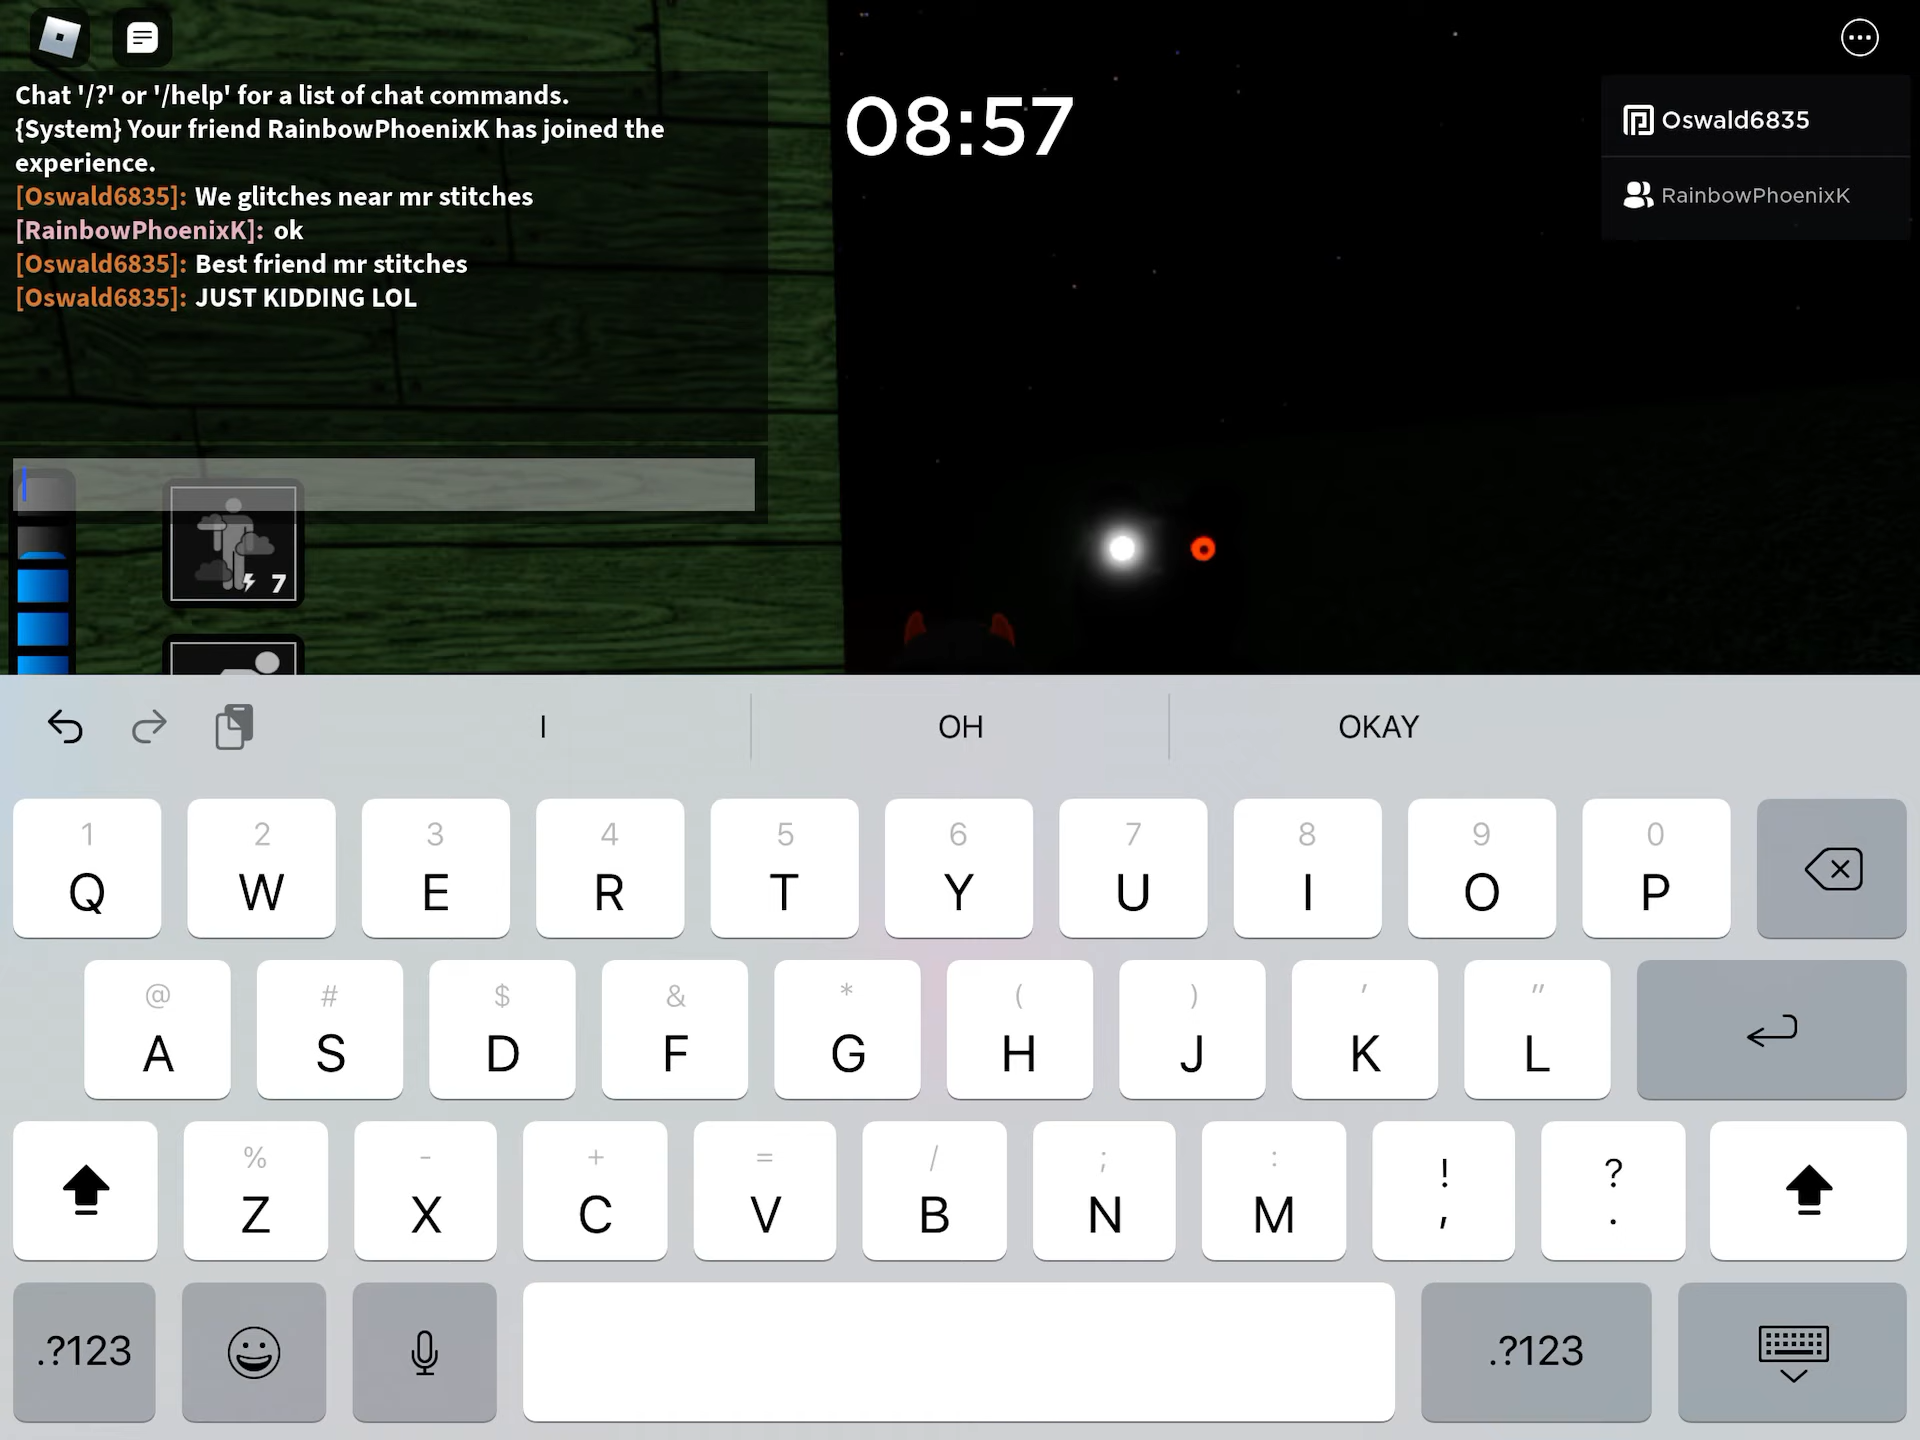 Chat '/?' or '/help' for a list of chat commands.
{System} Your friend RainbowPhoenixK has joined the
experience.
[Oswald6835]: We glitches near mr stitches
[RainbowPhoenixK]: ok
[Oswald6835]: Best friend mr stitches
[Oswald6835]: JUST KIDDING LOL
08:57
Oswald6835
RainbowPhoenixK
7
I OH OKAY
1 2 3 4 5 6 7 8 9 0
Q W E R T Y U I O P
@ # $ & * ( ) ' "
A S D F G H J K L
% - + = / ; : ! ?
Z X C V B N M , .
.?123 .?123